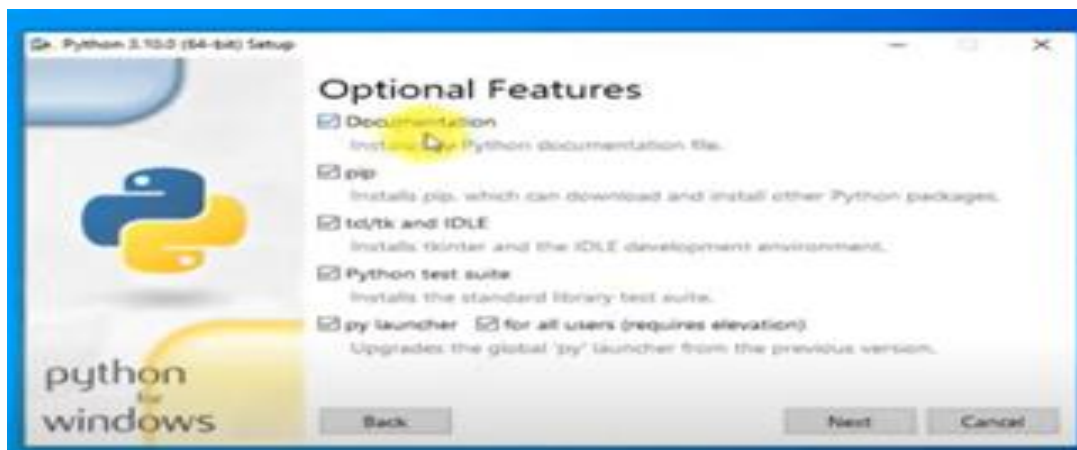 Python 3.10.0 (64-bit) Setup
Optional Features
Documentation
Installs the Python documentation file.
pip
Installs pip, which can download and install other Python packages.
tcl/tk and IDLE
Installs tkinter and the IDLE development environment.
Python test suite
Installs the standard library test suite.
py launcher for all users (requires elevation)
Upgrades the global 'py' launcher from the previous version.
python
for
windows
Back Next Cancel